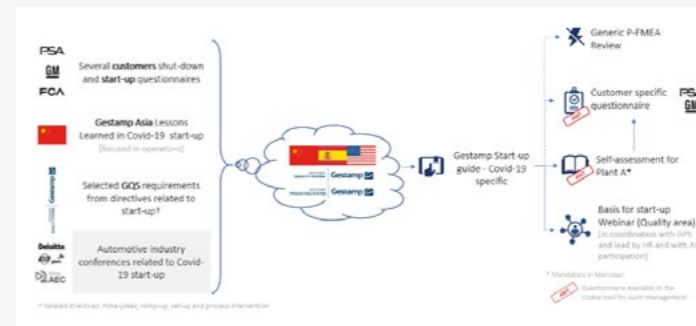 PSA
GM
FCA
Several customers shut-down
and start-up questionnaires
Gestamp Asia Lessons
Learned in Covid-19 start-up
(focused in operations)
Gestamp
Selected GQS requirements
from directives related to
start-up¹
Deloitte
AEC
Automotive industry
conferences related to Covid-
19 start-up
Gestamp
Gestamp
Gestamp Start-up
guide - Covid-19
specific
Generic P-FMEA
Review
Customer specific
questionnaire
PSA
GM
Self-assessment for
Plant A*
Basis for start-up
Webinar (Quality area)
(in coordination with GPS
and lead by HR and with
participation)
* Mandatory in
Questionnaire available in the
Global tool for audit management
* Related directives: Poka-yokes, ramp-up, set-up and process intervention